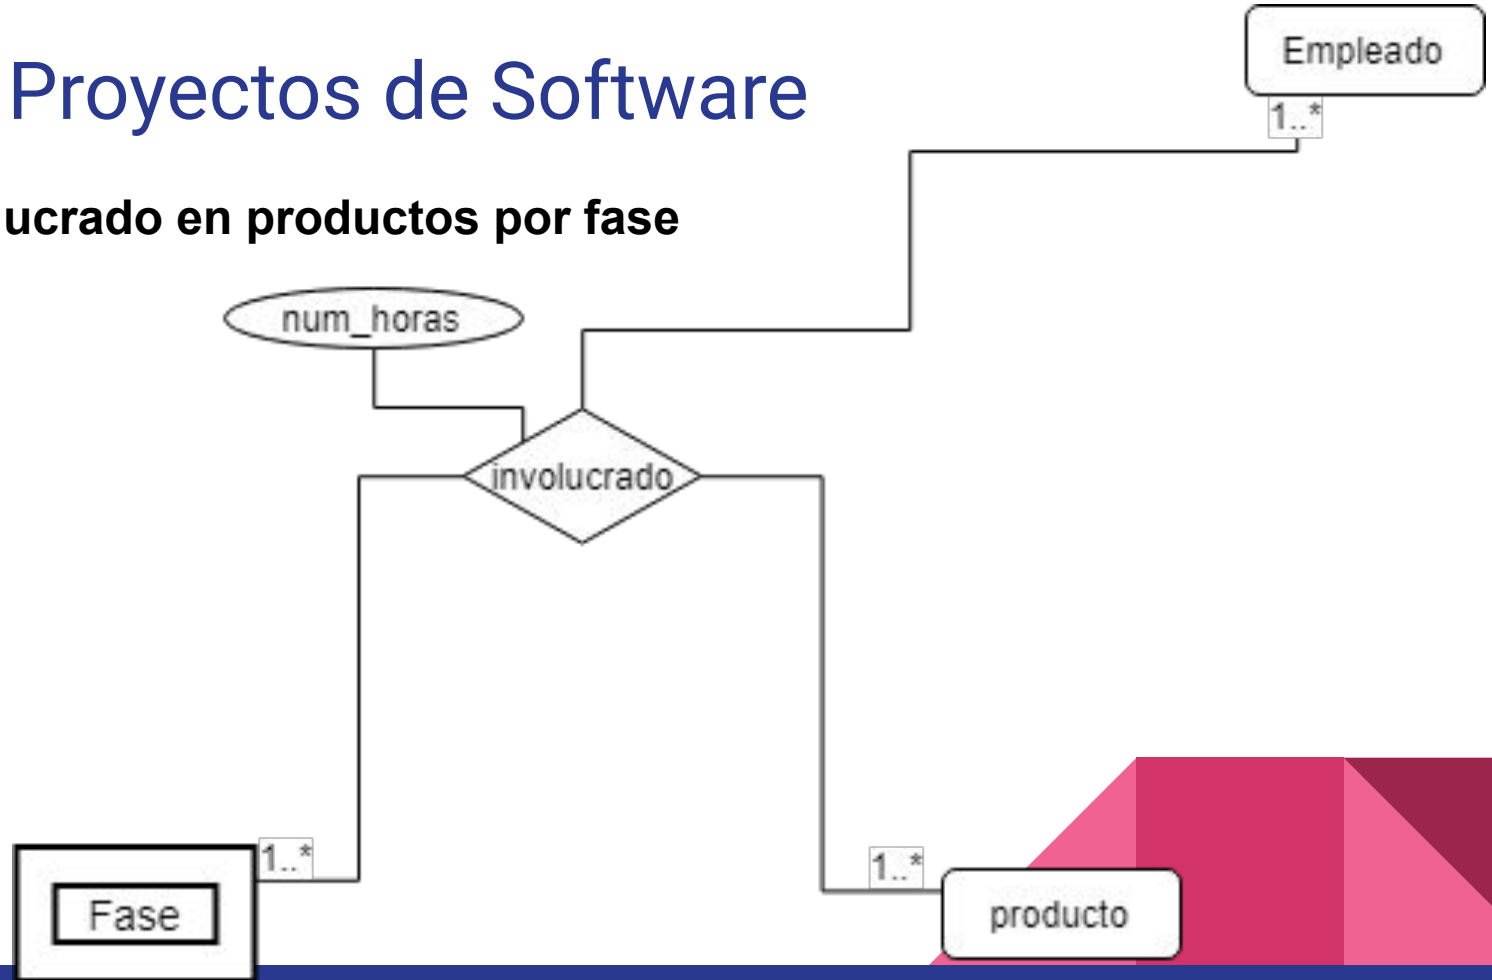 Empleado
Proyectos de Software
1..*
ucrado en productos por fase
num_horas
involucrado
1..*
1..*
Fase
producto